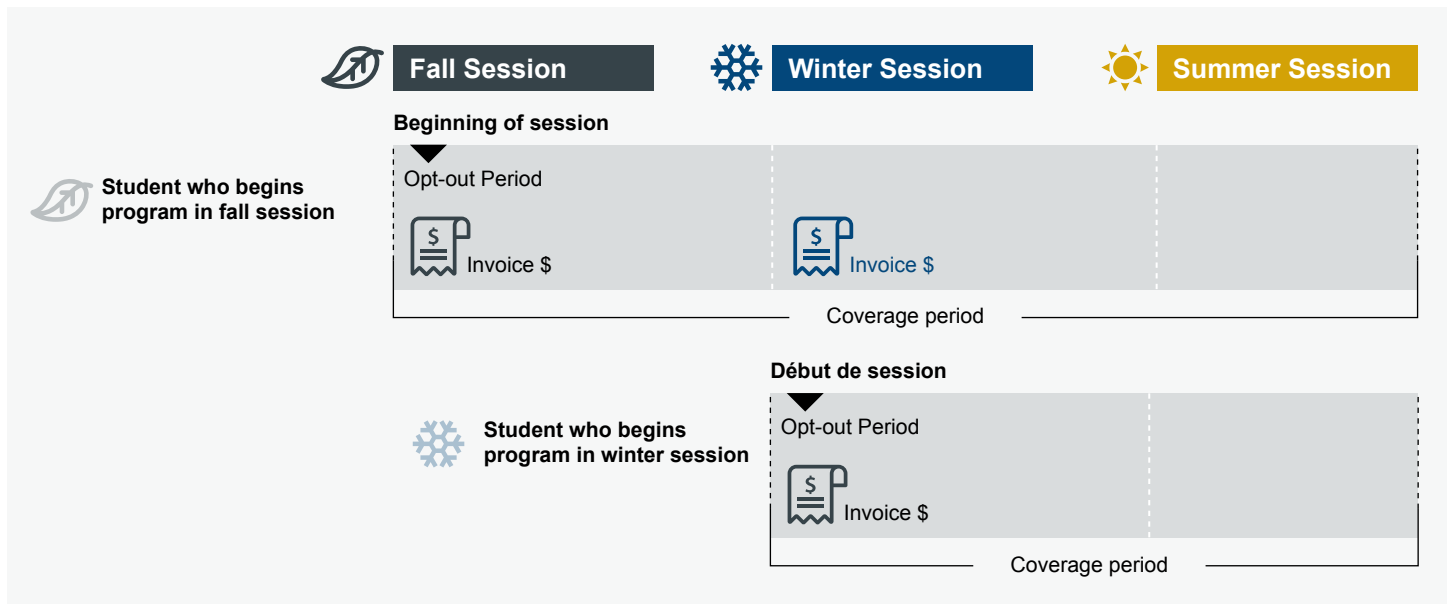 Fall Session
Winter Session
Summer Session
Beginning of session
Opt-out Period
Student who begins
program in fall session
$
Invoice $
$
Invoice $
Coverage period
Début de session
Opt-out Period
Student who begins
program in winter session
$
Invoice $
Coverage period